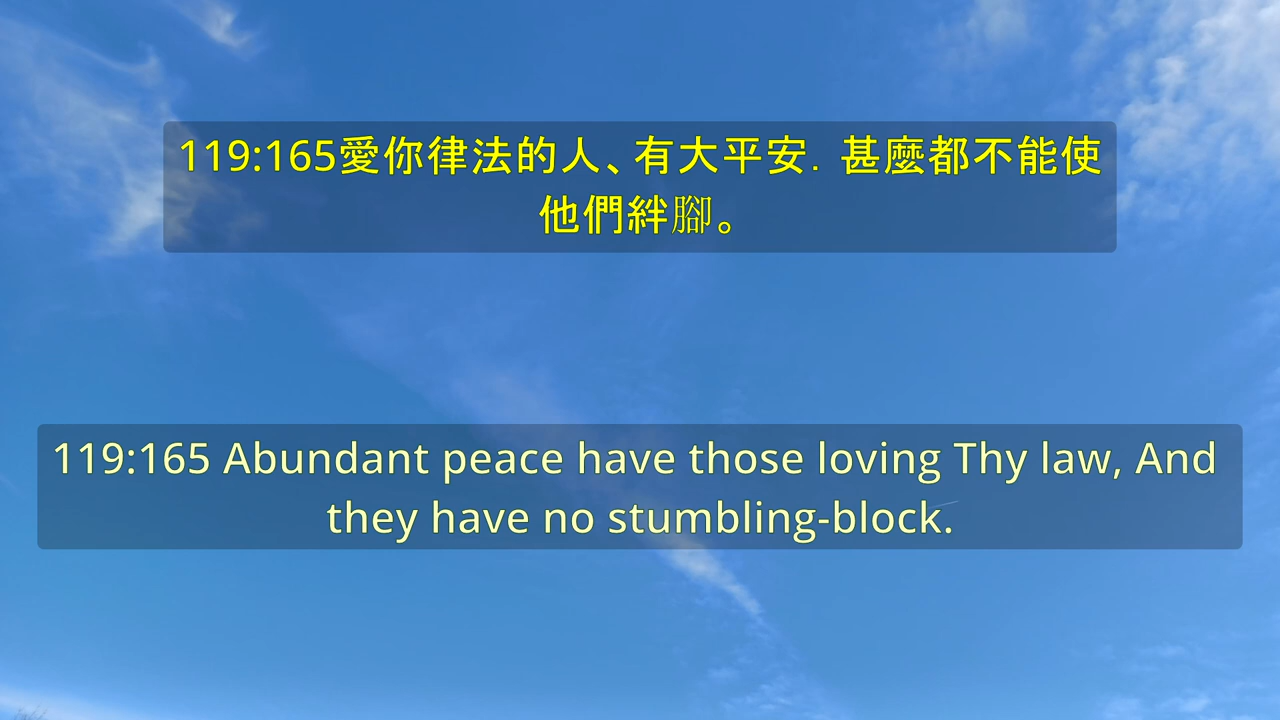 119:165愛你律法的人、有大平安．甚麼都不能使
他們絆腳。
119:165 Abundant peace have those loving Thy law, And
they have no stumbling-block.